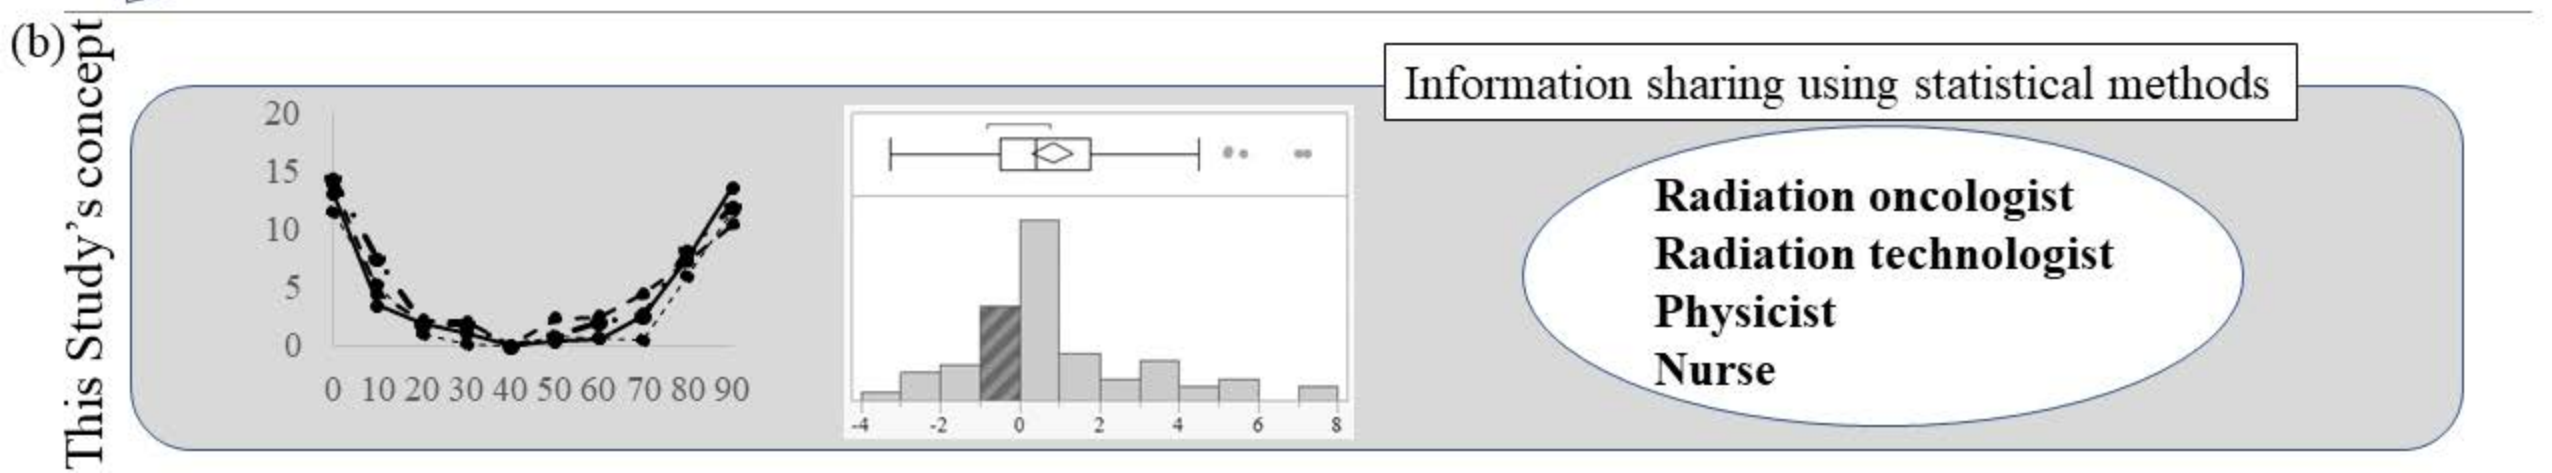 (b)
This Study's concept
Information sharing using statistical methods
20
15
10
5
0
0 10 20 30 40 50 60 70 80 90
-4 -2 0 2 4 6 8
Radiation oncologist
Radiation technologist
Physicist
Nurse